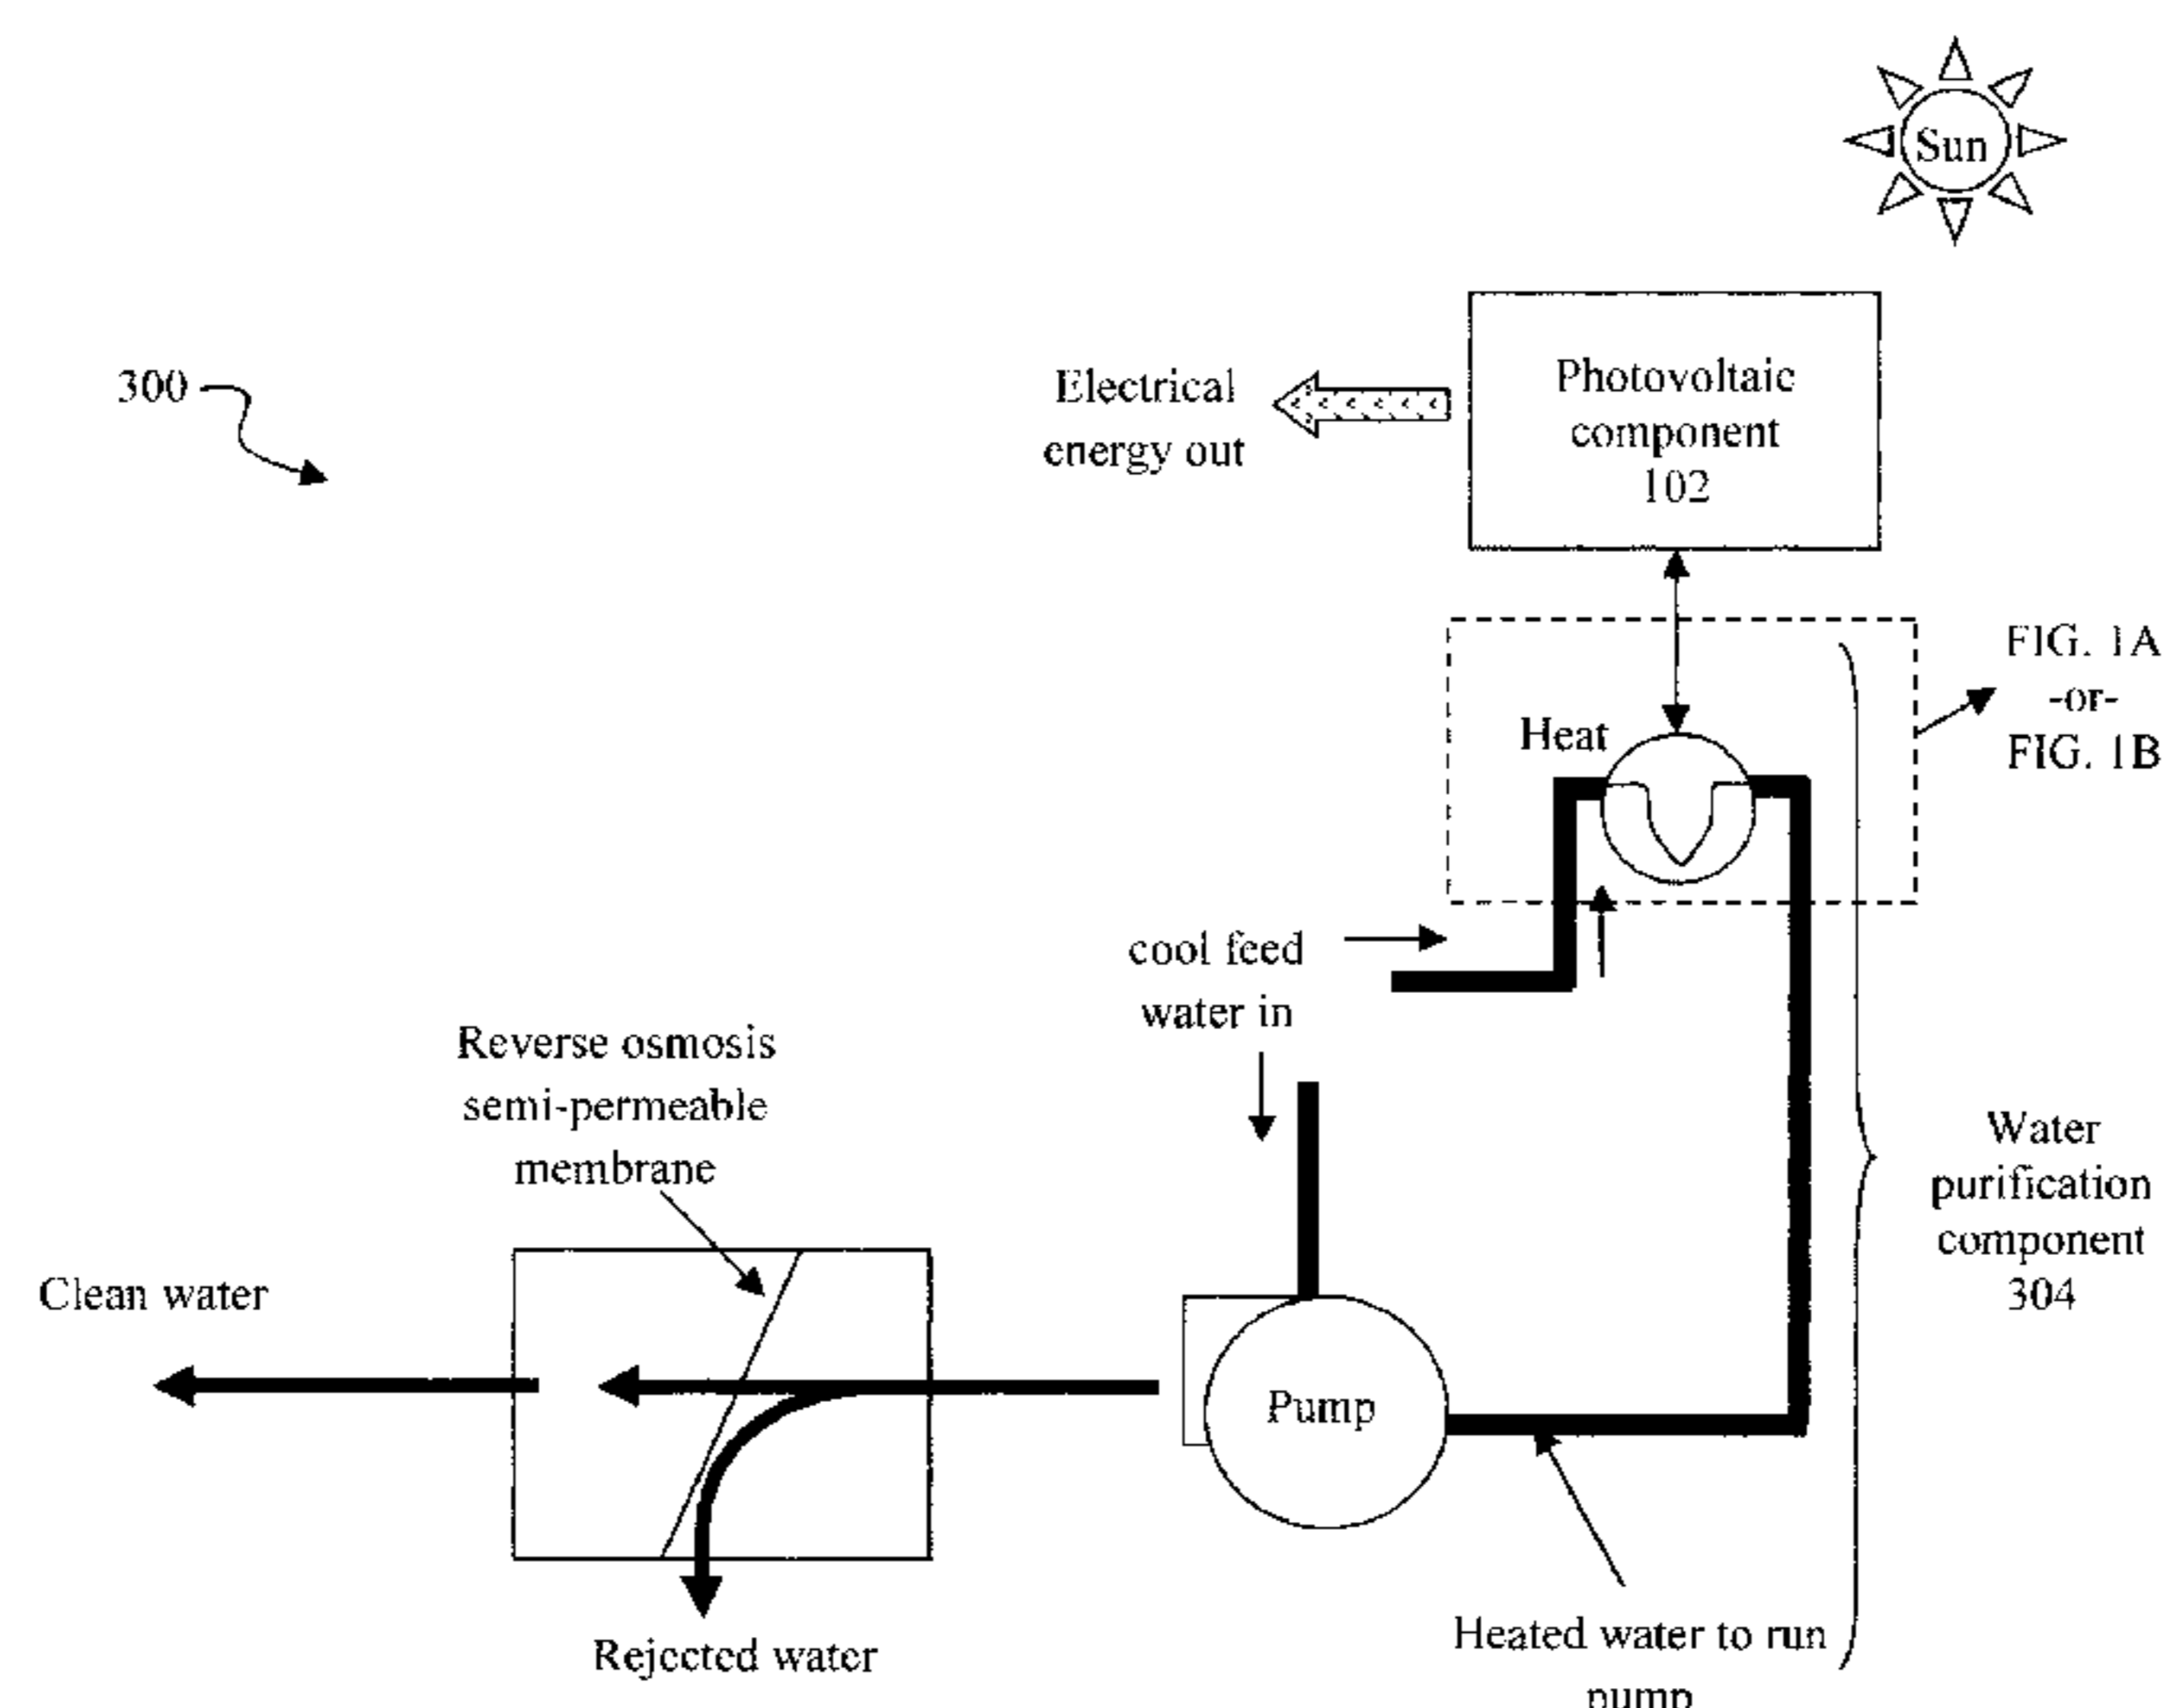 Sun
300
Electrical
energy out
Photovoltaic
component
102
FIG. 1A
-or-
FIG. 1B
Heat
cool feed
water in
Reverse osmosis
semi-permeable
membrane
Water
purification
component
304
Clean water
Pump
Rejected water
Heated water to run
pump